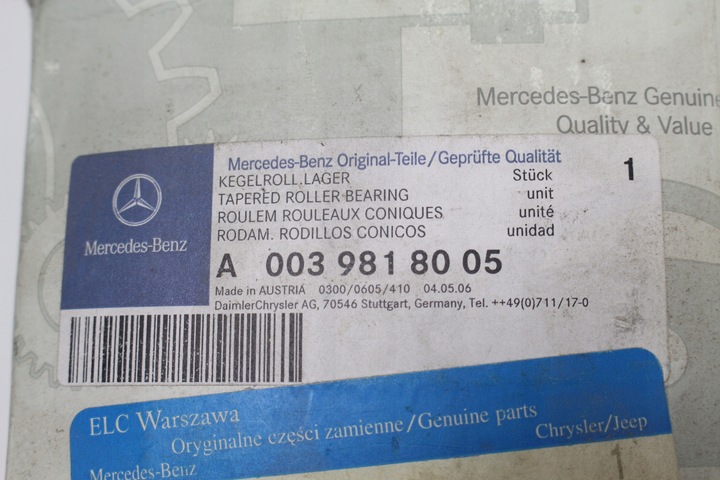 Mercedes-Benz Genuine
Quality & Value
Mercedes-Benz
Mercedes-Benz Original-Teile/Geprüfte Qualität
KEGELROLL.LAGER Stück 1
TAPERED ROLLER BEARING unit
ROULEM ROULEAUX CONIQUES unité
RODAM. RODILLOS CONICOS unidad
A 003 981 80 05
Made in AUSTRIA 0300/0605/410 04.05.06
DaimlerChrysler AG, 70546 Stuttgart, Germany, Tel. ++49(0)711/17-0
ELC Warszawa
Oryginalne części zamienne/Genuine parts
Mercedes-Benz
Chrysler/Jeep
1